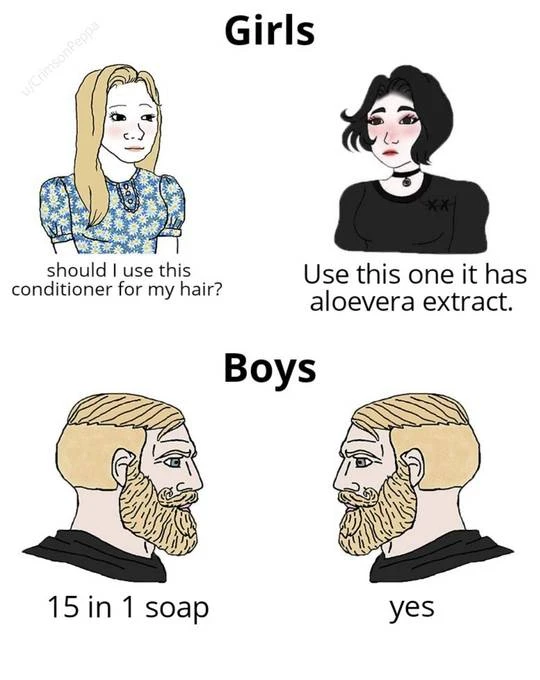 u/CrimsonPeppa
Girls
should I use this
conditioner for my hair?
Use this one it has
aloevera extract.
Boys
15 in 1 soap
yes